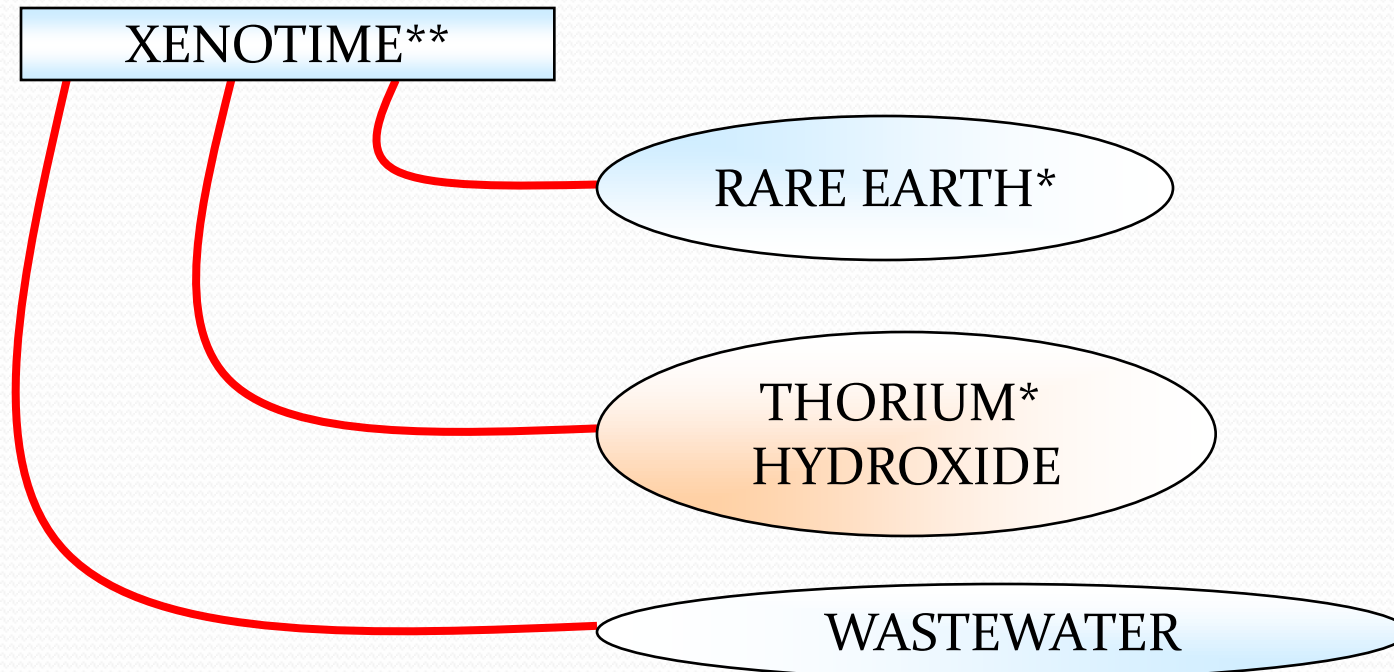 XENOTIME**
RARE EARTH*
THORIUM*
HYDROXIDE
WASTEWATER